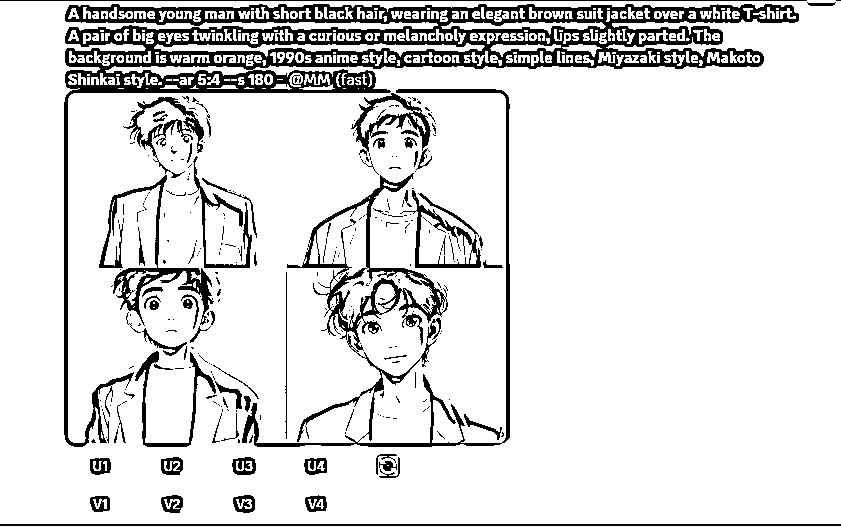 A handsome young man with short black hair, wearing an elegant brown suit jacket over a white T-shirt.
A pair of big eyes twinkling with a curious or melancholy expression, lips slightly parted. The
background is warm orange, 1990s anime style, cartoon style, simple lines, Miyazaki style, Makoto
Shinkai style. --ar 5:4 --s 180 - @MM (fast)
U1 U2 U3 U4
V1 V2 V3 V4